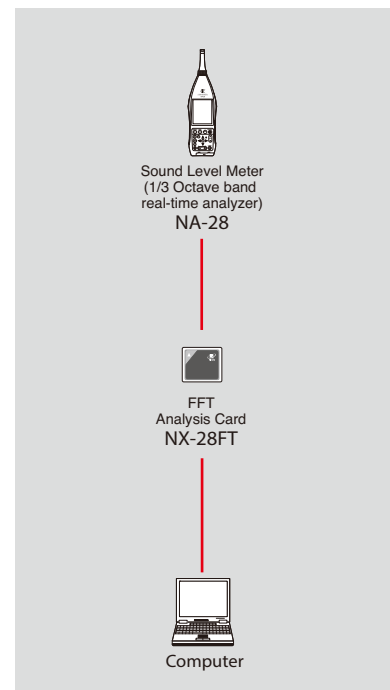 Sound Level Meter
(1/3 Octave band
real-time analyzer)
NA-28
FFT
Analysis Card
NX-28FT
Computer